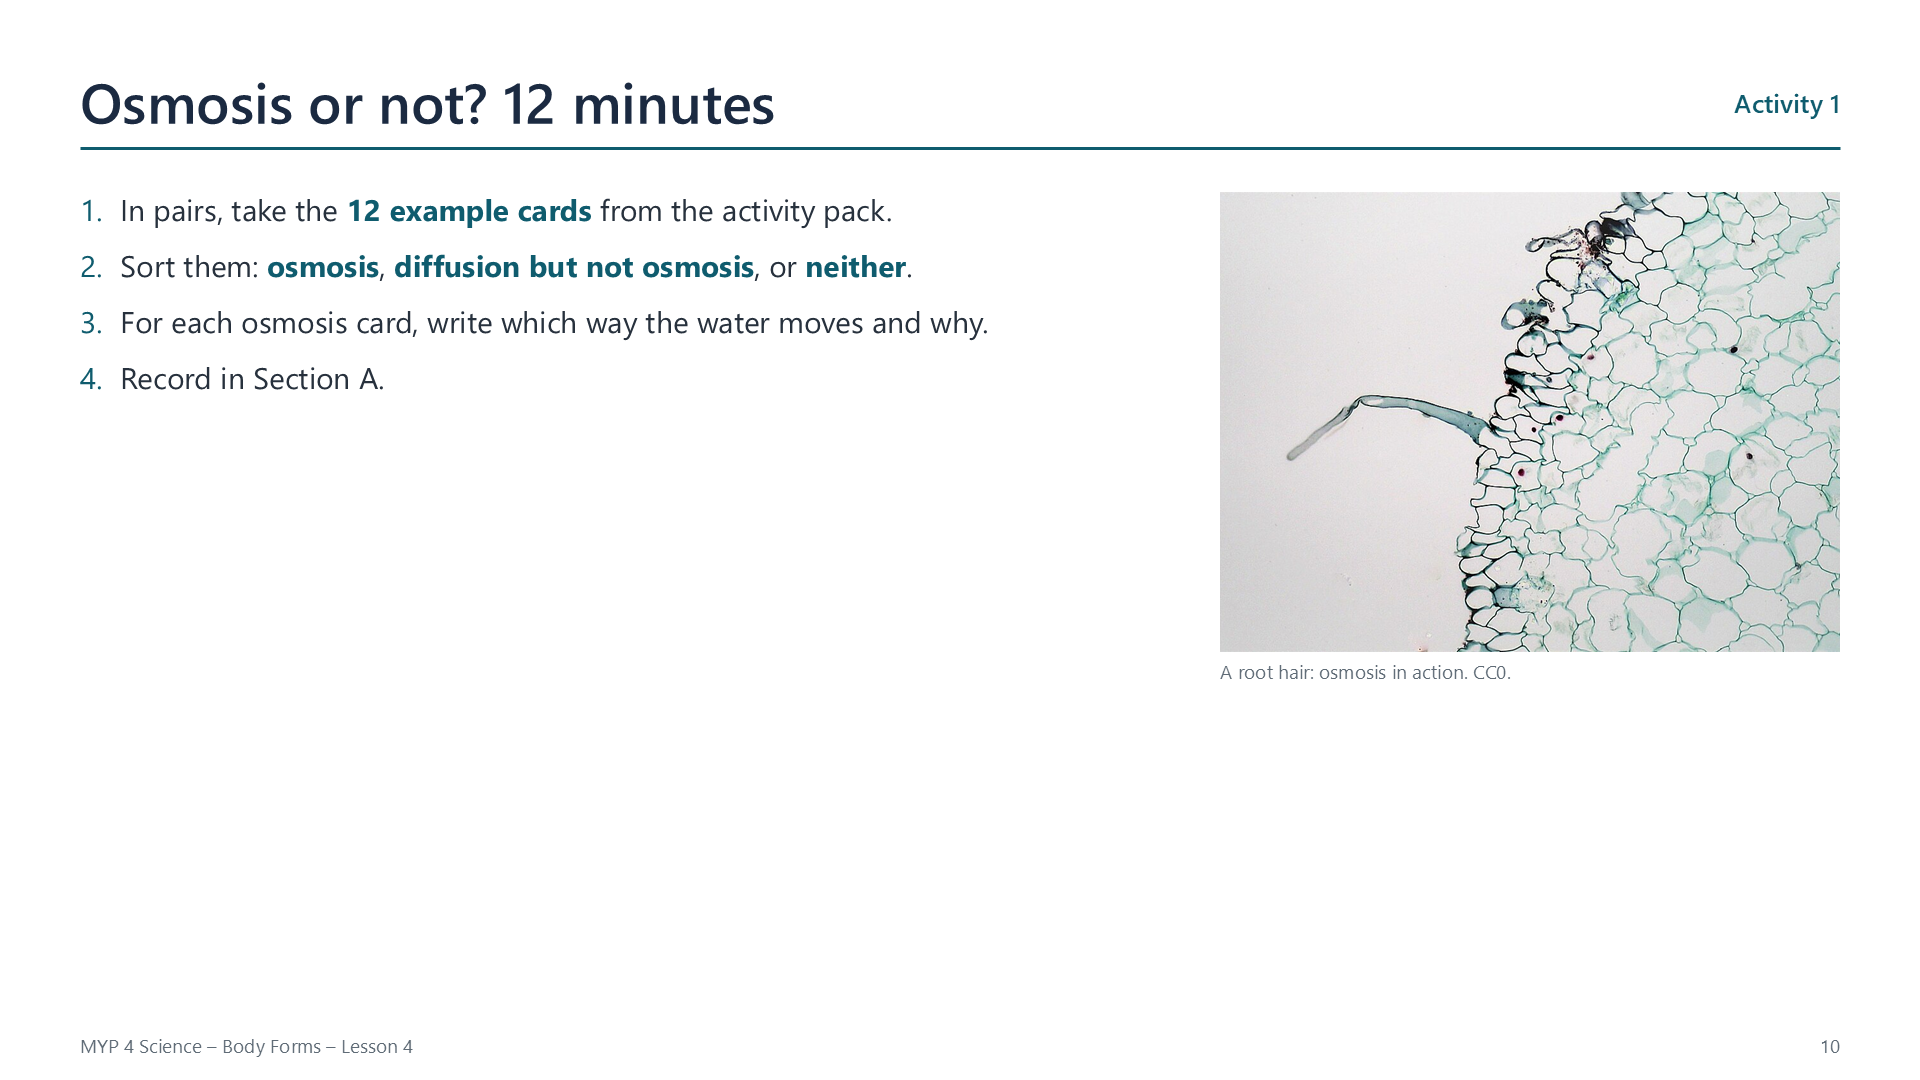 Osmosis or not? 12 minutes
Activity 1
1. In pairs, take the 12 example cards from the activity pack.
2. Sort them: osmosis, diffusion but not osmosis, or neither.
3. For each osmosis card, write which way the water moves and why.
4. Record in Section A.
A root hair: osmosis in action. CC0.
MYP 4 Science – Body Forms – Lesson 4
10